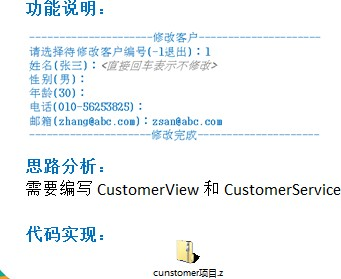 功能说明：
---------------------修改客户---------------------
请选择待修改客户编号(-1退出)：1
姓名(张三)：<直接回车表示不修改>
性别(男)：
年龄(30)：
电话(010-56253825)：
邮箱(zhang@abc.com)：zsan@abc.com
---------------------修改完成---------------------
思路分析：
需要编写 CustomerView 和 CustomerService
代码实现：
cunstomer项目.z